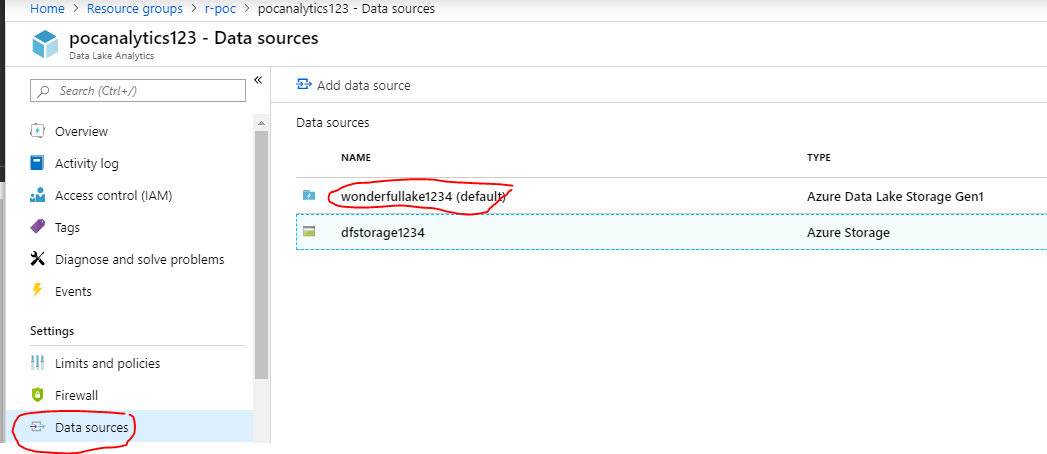 Home > Resource groups > r-poc > pocanalytics123 - Data sources
pocanalytics123 - Data sources
Data Lake Analytics
Search (Ctrl+/)
Overview
Activity log
Access control (IAM)
Tags
Diagnose and solve problems
Events
Settings
Limits and policies
Firewall
Data sources
Add data source
Data sources
NAME TYPE
wonderfullake1234 (default) Azure Data Lake Storage Gen1
dfstorage1234 Azure Storage